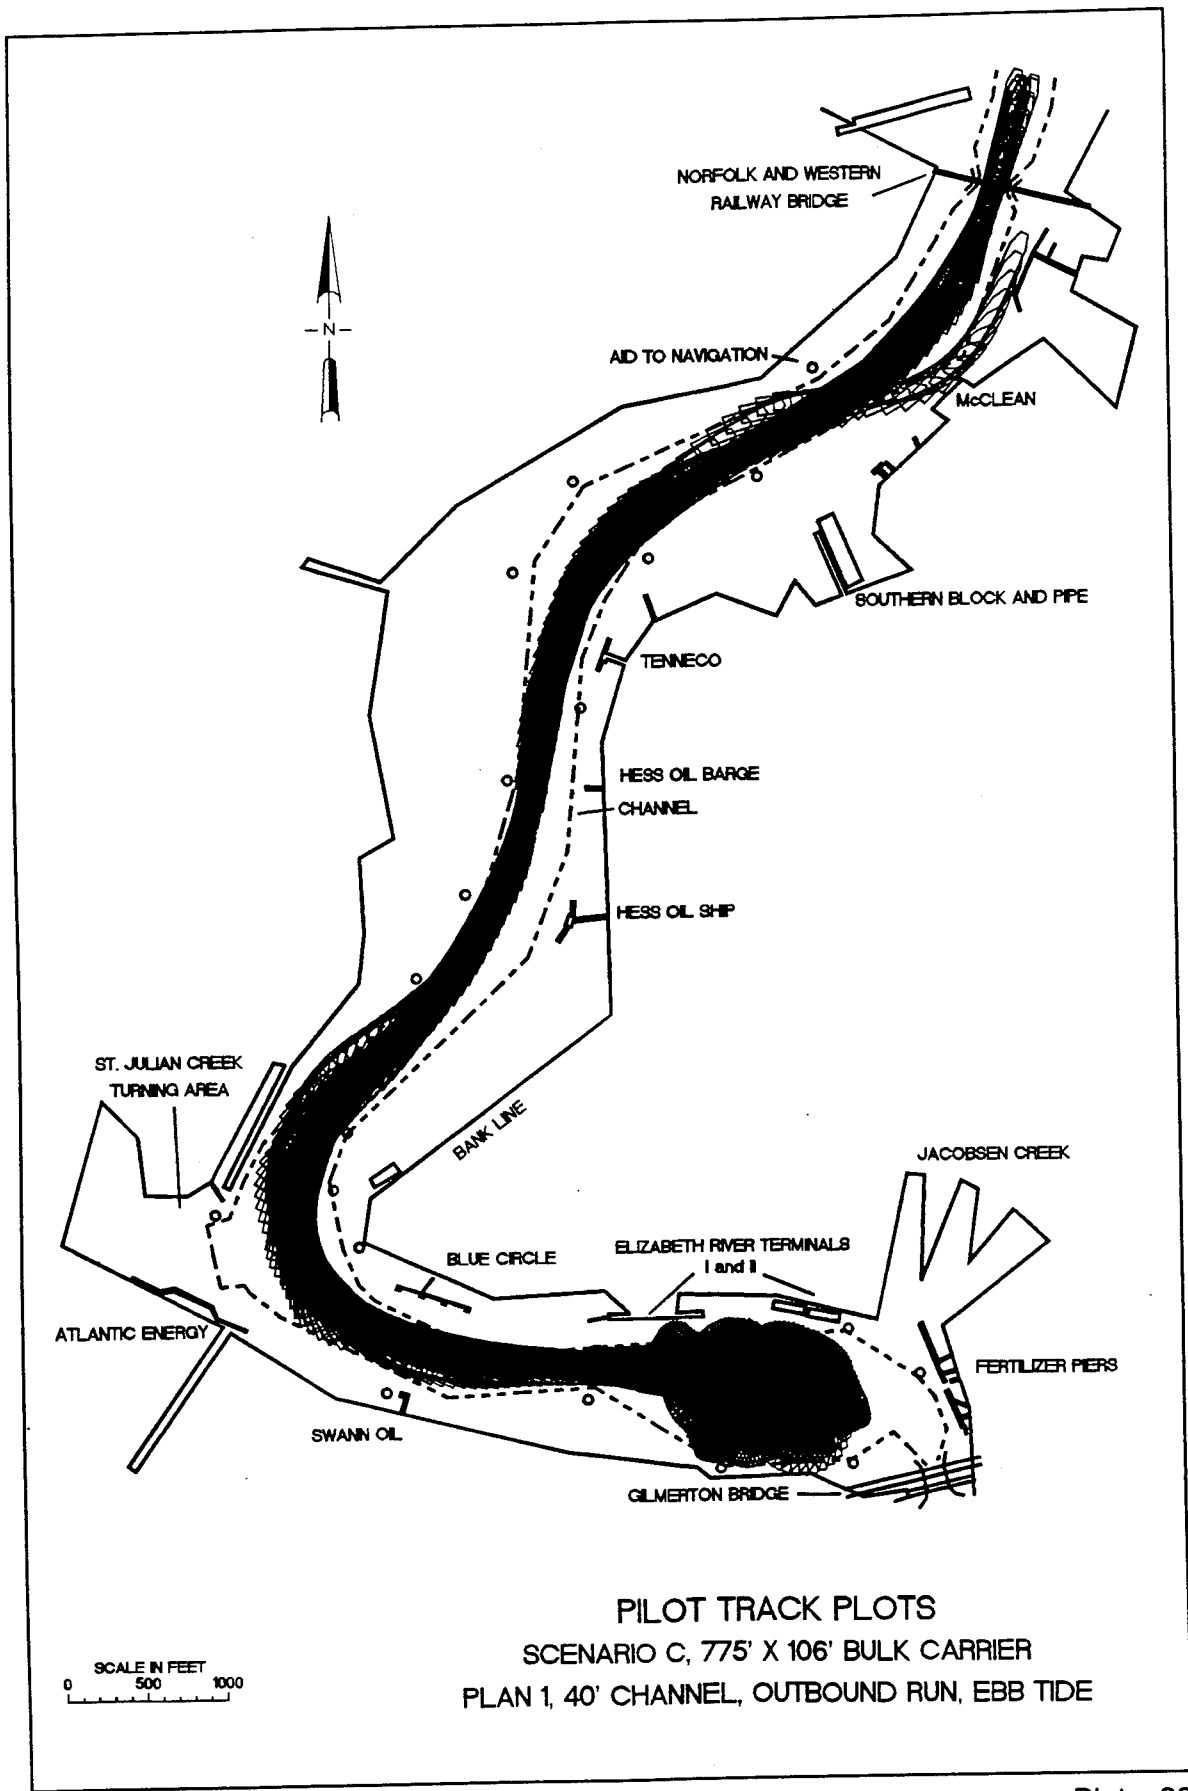 NORFOLK AND WESTERN
RAILWAY BRIDGE
N
AID TO NAVIGATION
McCLEAN
SOUTHERN BLOCK AND PIPE
TENNECO
HESS OIL BARGE
CHANNEL
HESS OIL SHIP
ST. JULIAN CREEK
TURNING AREA
BANK LINE
JACOBSEN CREEK
ELIZABETH RIVER TERMINALS
I and II
BLUE CIRCLE
ATLANTIC ENERGY
FERTILIZER PIERS
SWANN OIL
GILMERTON BRIDGE
PILOT TRACK PLOTS
SCENARIO C, 775' X 106' BULK CARRIER
PLAN 1, 40' CHANNEL, OUTBOUND RUN, EBB TIDE
SCALE IN FEET
0 500 1000